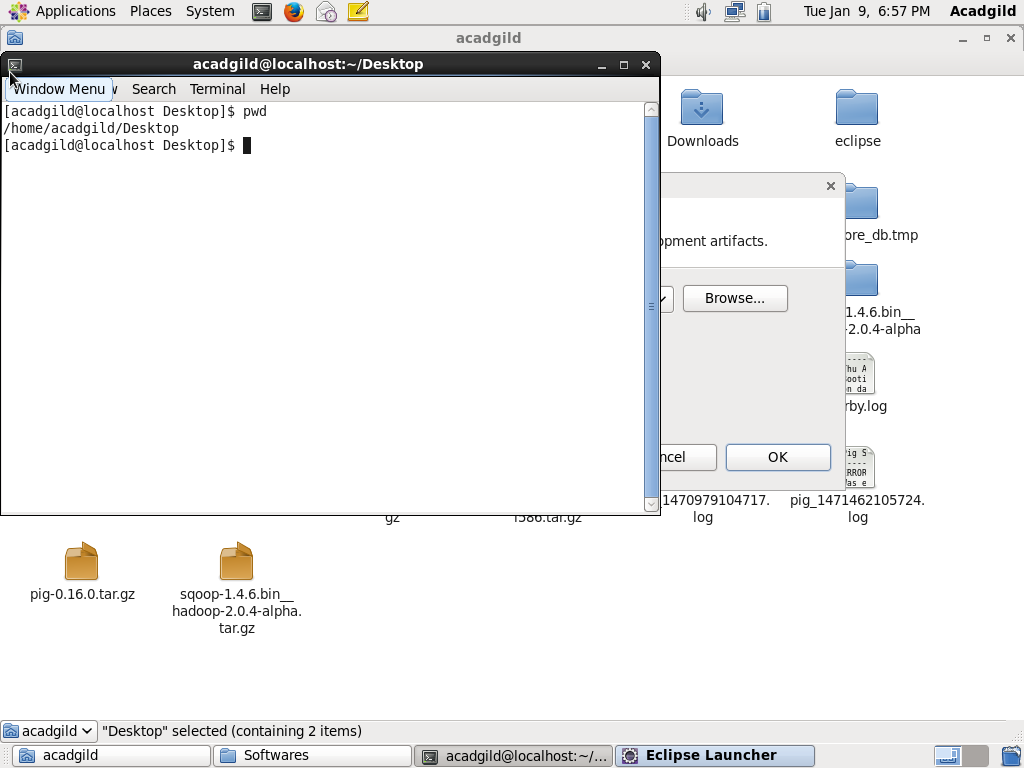 Applications Places System Tue Jan 9, 6:57 PM Acadgild
acadgild
acadgild@localhost:~/Desktop
Window Menu Search Terminal Help
[acadgild@localhost Desktop]$ pwd
/home/acadgild/Desktop
[acadgild@localhost Desktop]$
Downloads
eclipse
opment artifacts.
ore_db.tmp
Browse...
1.4.6.bin__
-2.0.4-alpha
rby.log
ncel
OK
gz
i586.tar.gz
1470979104717.
log
pig_1471462105724.
log
pig-0.16.0.tar.gz
sqoop-1.4.6.bin__
hadoop-2.0.4-alpha.
tar.gz
acadgild "Desktop" selected (containing 2 items)
acadgild Softwares acadgild@localhost:~/... Eclipse Launcher